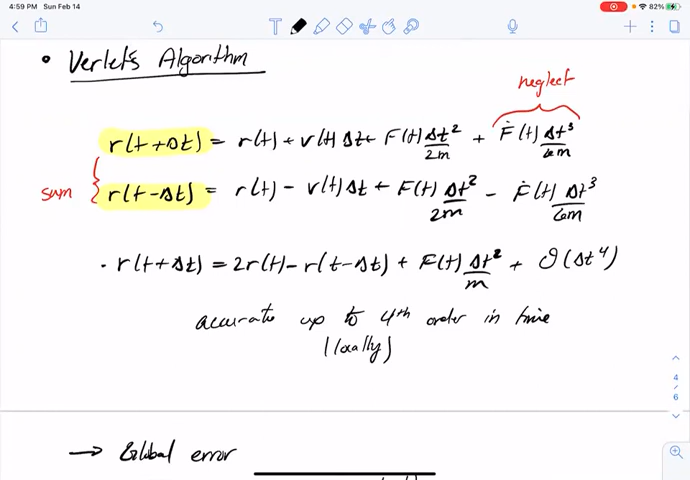 4:59 PM Sun Feb 14
82%
• Verlet's Algorithm
neglect
r(t+Δt) = r(t) + v(t) Δt + F(t) Δt²/2m + Ḟ(t) Δt³/6m
sum
r(t-Δt) = r(t) - v(t) Δt + F(t) Δt²/2m - Ḟ(t) Δt³/6m
· r(t+Δt) = 2r(t) - r(t-Δt) + F(t) Δt²/m + O(Δt⁴)
accurate up to 4th order in time
(locally)
4
6
→ Global error